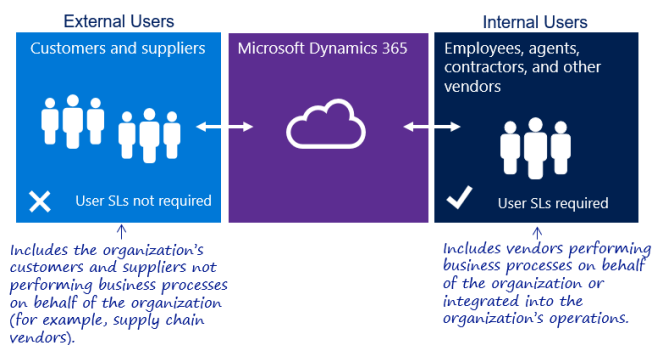 External Users
Customers and suppliers
User SLs not required
Includes the organization's
customers and suppliers not
performing business processes
on behalf of the organization
(for example, supply chain
vendors).
Microsoft Dynamics 365
Internal Users
Employees, agents,
contractors, and other
vendors
User SLs required
Includes vendors performing
business processes on behalf
of the organization or
integrated into the
organization's operations.